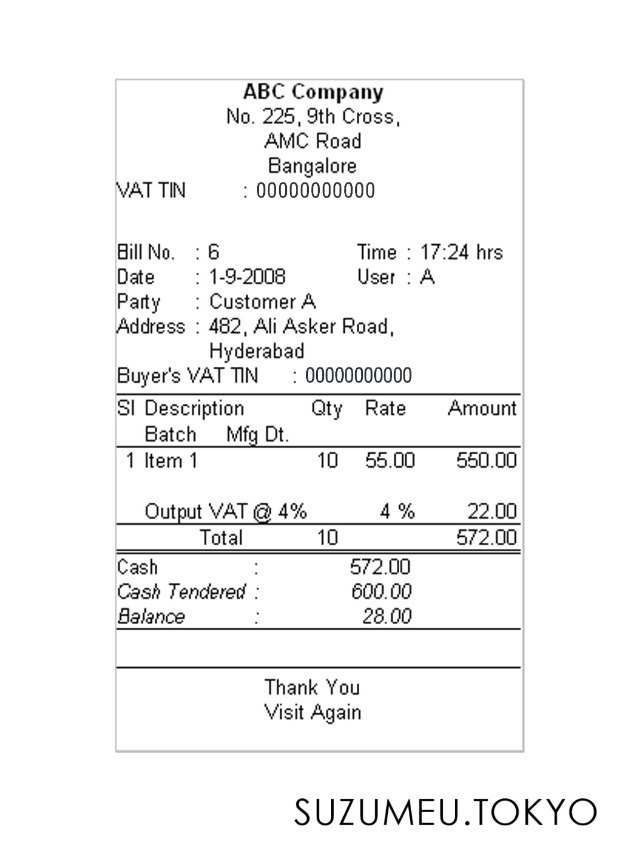 ABC Company
No. 225, 9th Cross,
AMC Road
Bangalore
VAT TIN : 00000000000
Bill No. : 6 Time : 17:24 hrs
Date : 1-9-2008 User : A
Party : Customer A
Address : 482, Ali Asker Road,
Hyderabad
Buyer's VAT TIN : 00000000000
Sl Description Qty Rate Amount
Batch Mfg Dt.
1 Item 1 10 55.00 550.00
Output VAT @ 4% 4 % 22.00
Total 10 572.00
Cash : 572.00
Cash Tendered : 600.00
Balance : 28.00
Thank You
Visit Again
SUZUMEU.TOKYO